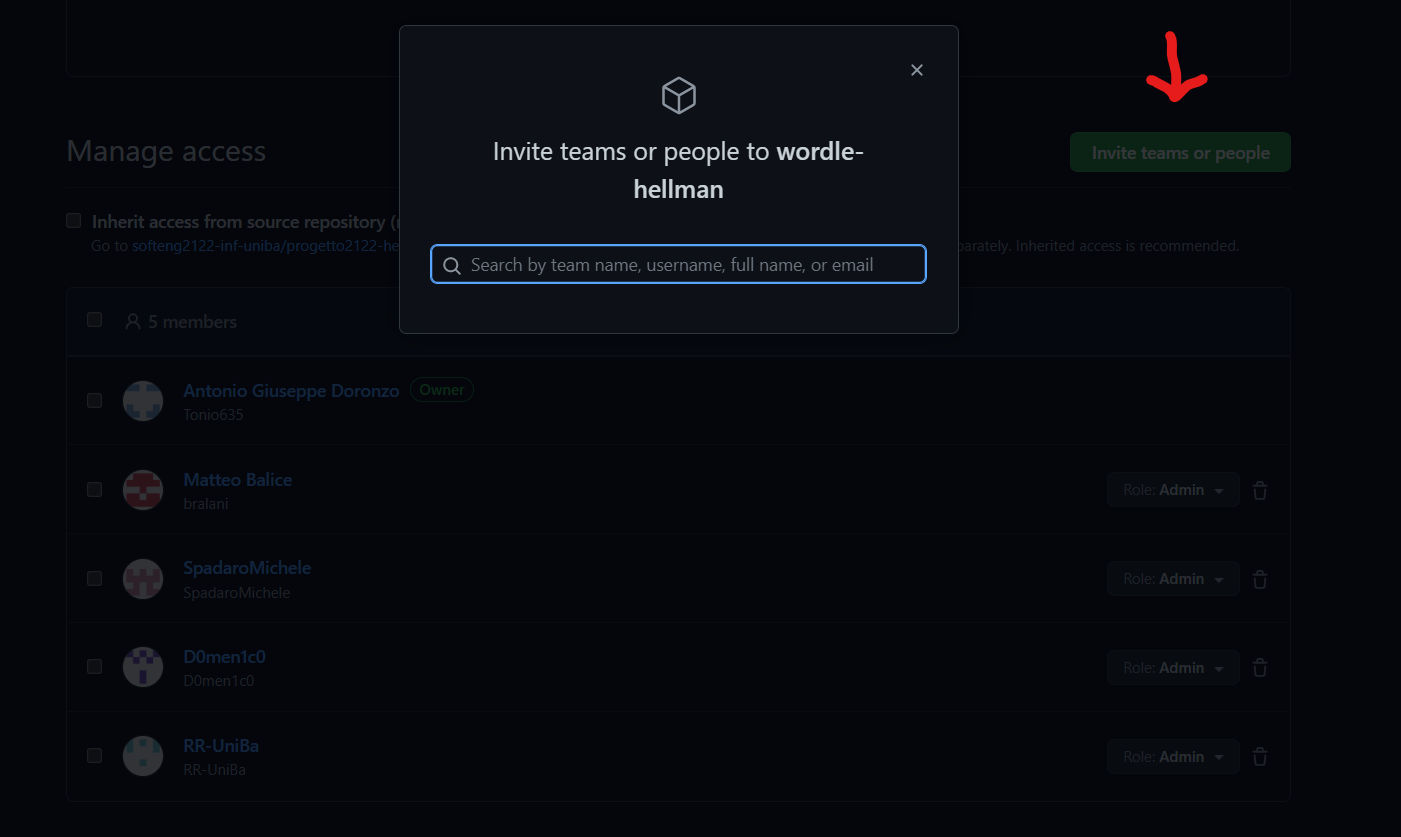 Invite teams or people to wordle-
hellman
Search by team name, username, full name, or email
Manage access
Invite teams or people
Inherit access from source repository (
Go to softeng2122-inf-uniba/progetto2122-he
parately. Inherited access is recommended.
5 members
Antonio Giuseppe Doronzo Owner
Tonio635
Matteo Balice
bralani
Role: Admin
SpadaroMichele
SpadaroMichele
Role: Admin
D0men1c0
D0men1c0
Role: Admin
RR-UniBa
RR-UniBa
Role: Admin